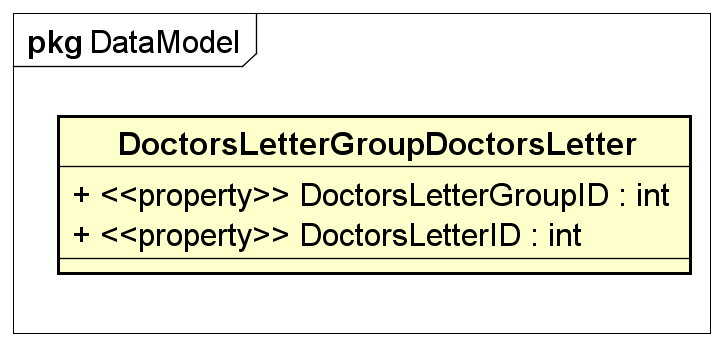 pkg DataModel
DoctorsLetterGroupDoctorsLetter
+ <<property>> DoctorsLetterGroupID : int
+ <<property>> DoctorsLetterID : int